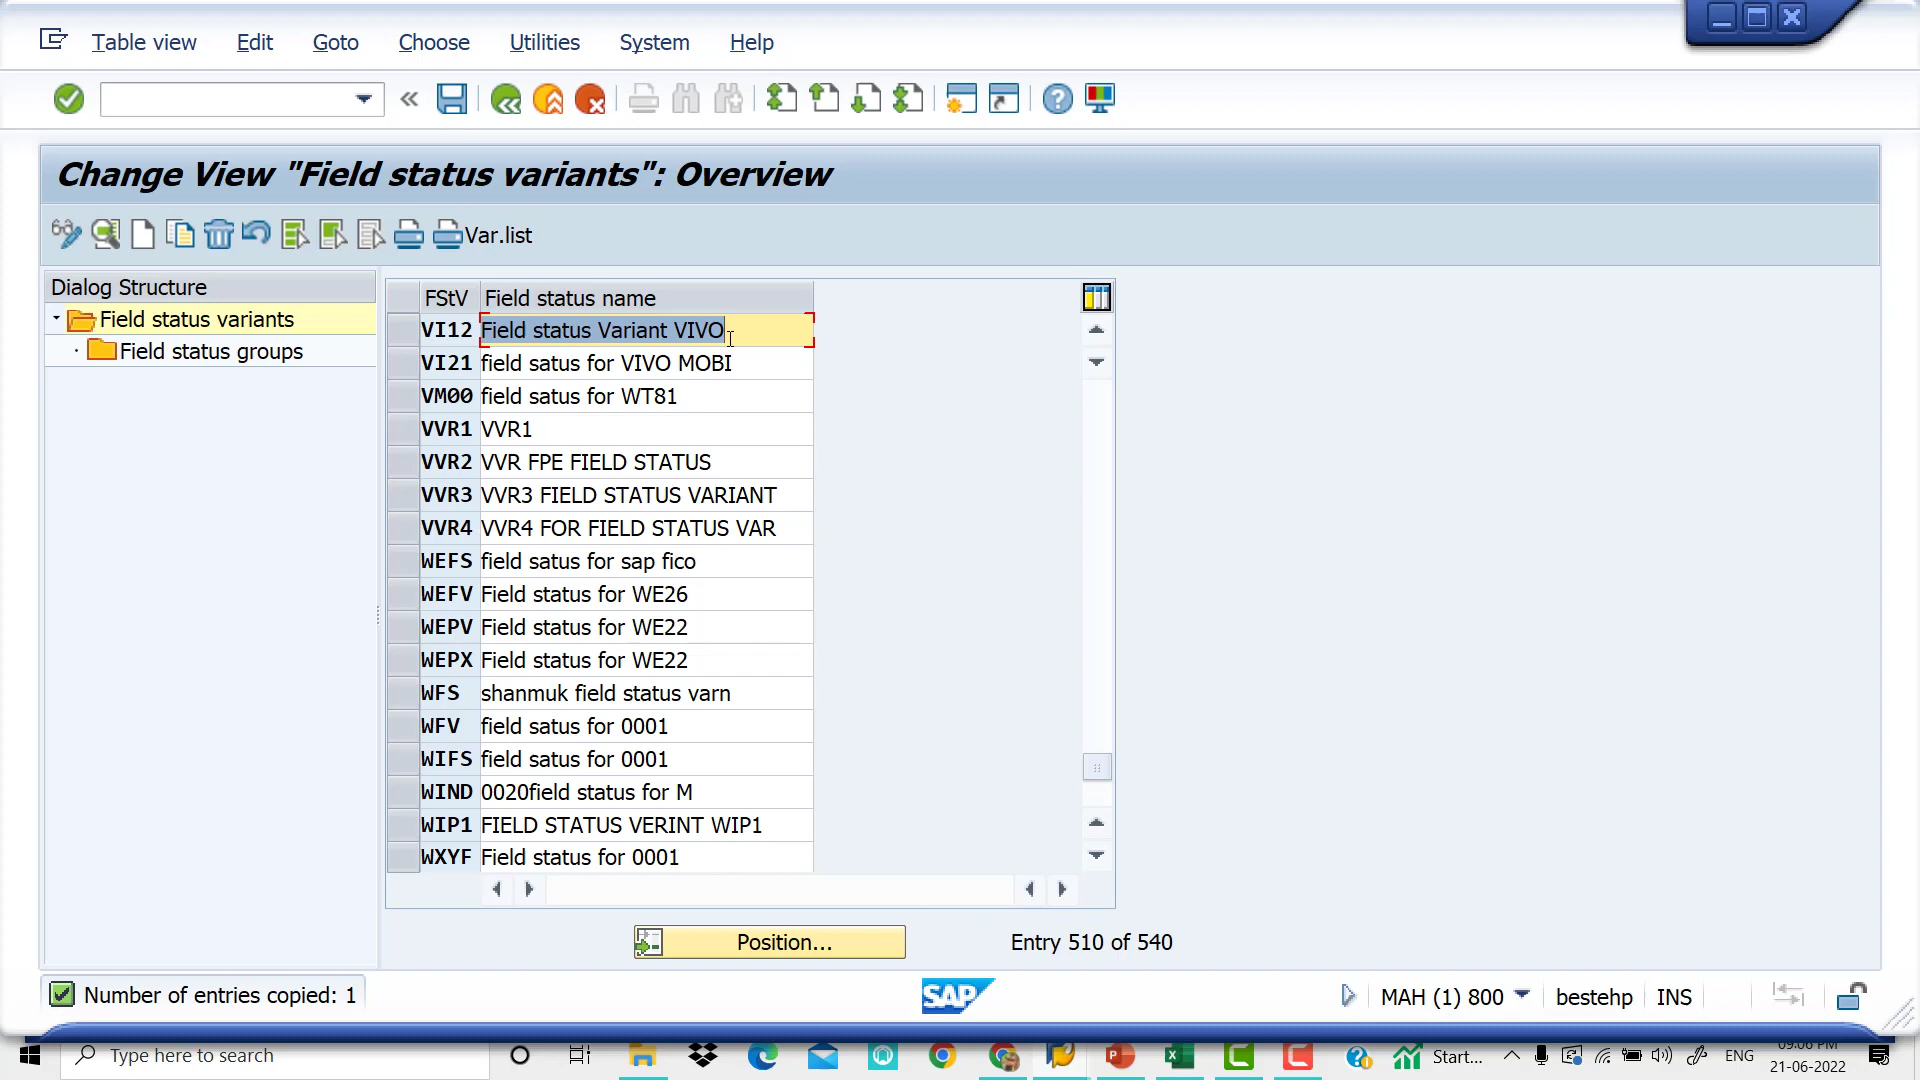 Table view Edit Goto Choose Utilities System Help
Change View "Field status variants": Overview
Var.list
Dialog Structure
Field status variants
Field status groups
FStV Field status name
VI12 Field status Variant VIVO
VI21 field satus for VIVO MOBI
VM00 field satus for WT81
VVR1 VVR1
VVR2 VVR FPE FIELD STATUS
VVR3 VVR3 FIELD STATUS VARIANT
VVR4 VVR4 FOR FIELD STATUS VAR
WEFS field satus for sap fico
WEFV Field status for WE26
WEPV Field status for WE22
WEPX Field status for WE22
WFS shanmuk field status varn
WFV field satus for 0001
WIFS field satus for 0001
WIND 0020field status for M
WIP1 FIELD STATUS VERINT WIP1
WXYF Field status for 0001
Position... Entry 510 of 540
Number of entries copied: 1
SAP
MAH (1) 800 bestehp INS
Type here to search
Start...
ENG
09:06 PM
21-06-2022